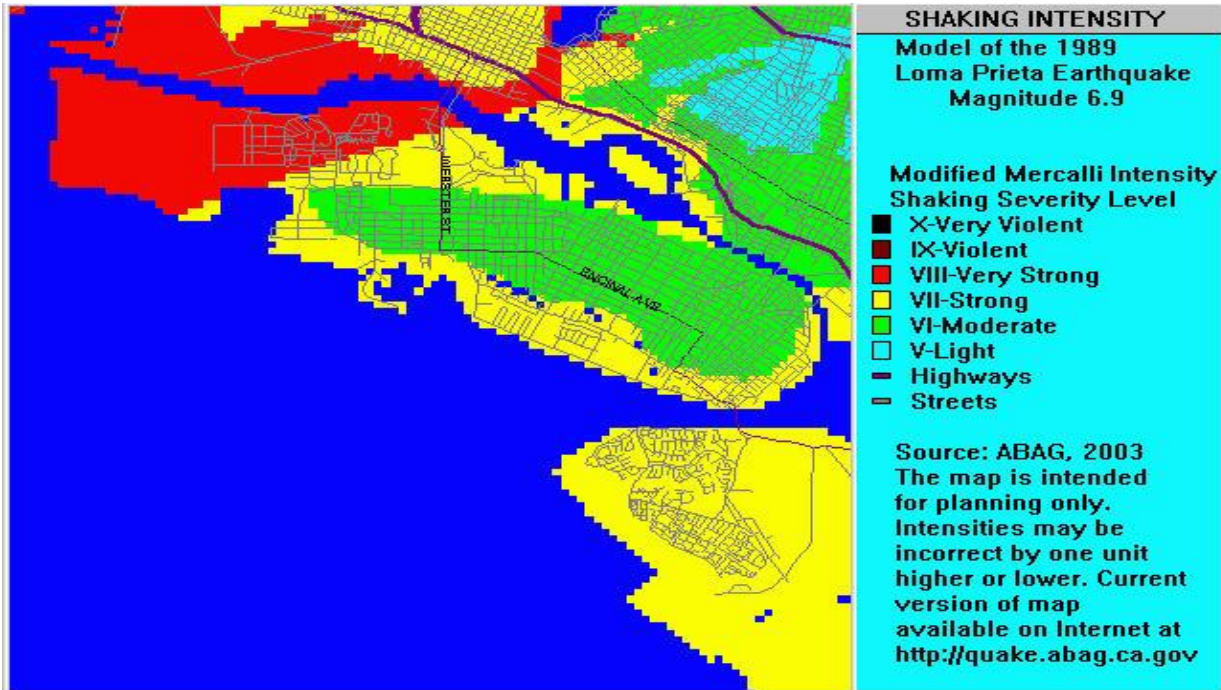 SHAKING INTENSITY
Model of the 1989
Loma Prieta Earthquake
Magnitude 6.9
Modified Mercalli Intensity
Shaking Severity Level
X-Very Violent
IX-Violent
VIII-Very Strong
VII-Strong
VI-Moderate
V-Light
Highways
Streets
Source: ABAG, 2003
The map is intended
for planning only.
Intensities may be
incorrect by one unit
higher or lower. Current
version of map
available on Internet at
http://quake.abag.ca.gov
WEBSTER ST
ENCINAL AVE